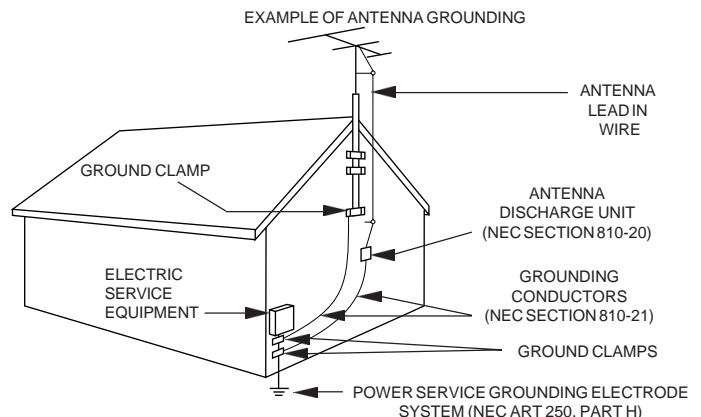 EXAMPLE OF ANTENNA GROUNDING
ANTENNA
LEAD IN
WIRE
GROUND CLAMP
ANTENNA
DISCHARGE UNIT
(NEC SECTION 810-20)
ELECTRIC
SERVICE
EQUIPMENT
GROUNDING
CONDUCTORS
(NEC SECTION 810-21)
GROUND CLAMPS
POWER SERVICE GROUNDING ELECTRODE
SYSTEM (NEC ART 250, PART H)